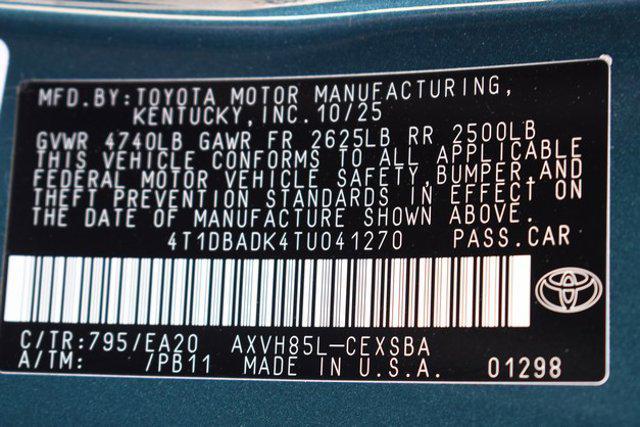 MFD.BY:TOYOTA MOTOR MANUFACTURING,
KENTUCKY,INC.10/25
GVWR 4740LB GAWR FR 2625LB RR 2500LB
THIS VEHICLE CONFORMS TO ALL APPLICABLE
FEDERAL MOTOR VEHICLE SAFETY,BUMPER,AND
THEFT PREVENTION STANDARDS IN EFFECT ON
THE DATE OF MANUFACTURE SHOWN ABOVE.
4T1DBADK4TU041270 PASS.CAR
C/TR:795/EA20 AXVH85L-CEXSBA
A/TM: /PB11 MADE IN U.S.A. 01298